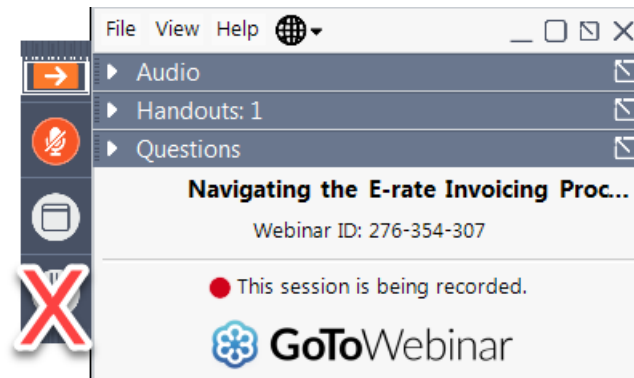 File View Help
Audio
Handouts: 1
Questions
Navigating the E-rate Invoicing Proc...
Webinar ID: 276-354-307
This session is being recorded.
GoToWebinar